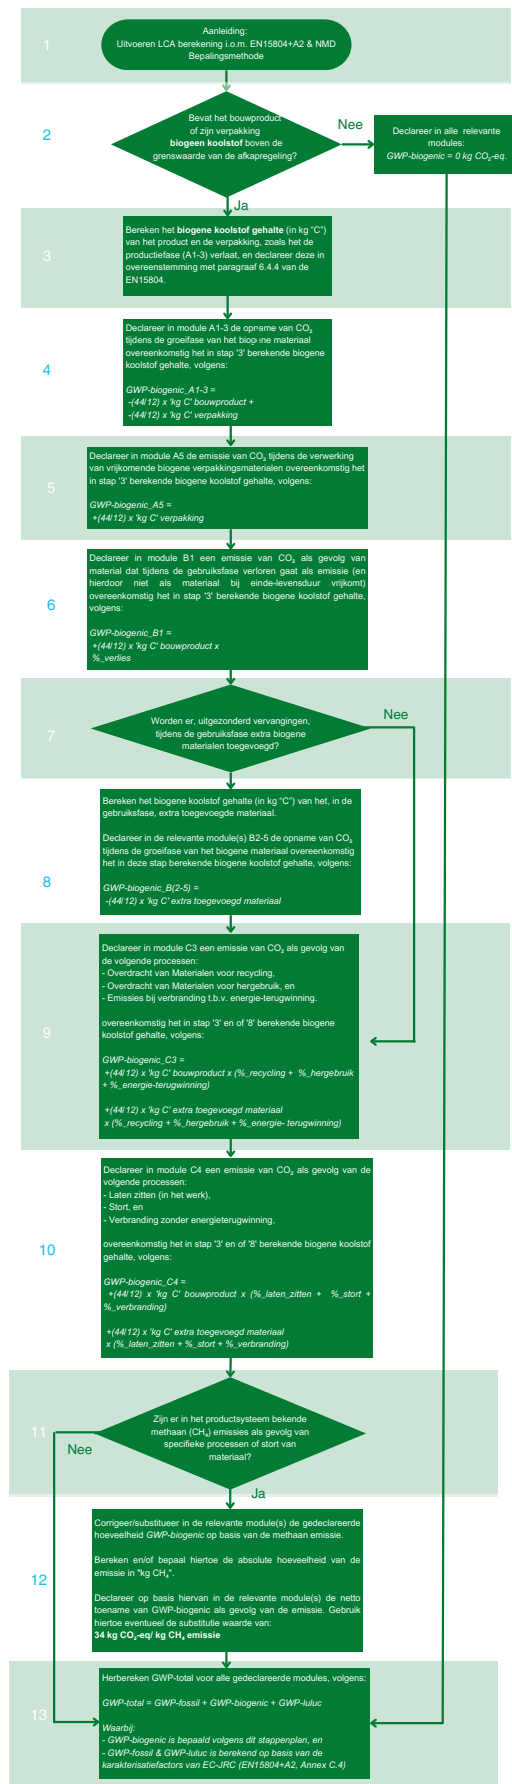 1
Aanleiding:
Uitvoeren LCA berekening i.o.m. EN15804+A2 & NMD
Bepalingsmethode
2
Bevat het bouwproduct
of zijn verpakking
biogeen koolstof boven de
grenswaarde van de afkapregeling?
Nee
Declareer in alle relevante
modules:
GWP-biogenic = 0 kg CO₂-eq.
Ja
3
Bereken het biogene koolstof gehalte (in kg "C")
van het product en de verpakking, zoals het de
productiefase (A1-3) verlaat, en declareer deze in
overeenstemming met paragraaf 6.4.4 van de
EN15804.
4
Declareer in module A1-3 de opname van CO₂
tijdens de groeifase van het biogene materiaal
overeenkomstig het in stap '3' berekende biogene
koolstof gehalte, volgens:
GWP-biogenic_A1-3 =
-(44/12) x 'kg C' bouwproduct +
-(44/12) x 'kg C' verpakking
5
Declareer in module A5 de emissie van CO₂ tijdens de verwerking
van vrijkomende biogene verpakkingsmaterialen overeenkomstig het
in stap '3' berekende biogene koolstof gehalte, volgens:
GWP-biogenic_A5 =
+(44/12) x 'kg C' verpakking
6
Declareer in module B1 een emissie van CO₂ als gevolg van
material dat tijdens de gebruiksfase verloren gaat als emissie (en
hierdoor niet als materiaal bij einde-levensduur vrijkomt)
overeenkomstig het in stap '3' berekende biogene koolstof gehalte,
volgens:
GWP-biogenic_B1 =
+(44/12) x 'kg C' bouwproduct x
%_verlies
7
Worden er, uitgezonderd vervangingen,
tijdens de gebruiksfase extra biogene
materialen toegevoegd?
Nee
8
Bereken het biogene koolstof gehalte (in kg "C") van het, in de
gebruiksfase, extra toegevoegde materiaal.
Declareer in de relevante module(s) B2-5 de opname van CO₂
tijdens de groeifase van het biogene materiaal overeenkomstig
het in deze stap berekende biogene koolstof gehalte, volgens:
GWP-biogenic_B(2-5) =
-(44/12) x 'kg C' extra toegevoegd materiaal
9
Declareer in module C3 een emissie van CO₂ als gevolg van
de volgende processen:
- Overdracht van Materialen voor recycling,
- Overdracht van Materialen voor hergebruik, en
- Emissies bij verbranding t.b.v. energie-terugwinning.
overeenkomstig het in stap '3' en of '8' berekende biogene
koolstof gehalte, volgens:
GWP-biogenic_C3 =
+(44/12) x 'kg C' bouwproduct x (%_recycling + %_hergebruik
+ %_energie-terugwinning)
+(44/12) x 'kg C' extra toegevoegd materiaal
x (%_recycling + %_hergebruik + %_energie- terugwinning)
10
Declareer in module C4 een emissie van CO₂ als gevolg van de
volgende processen:
- Laten zitten (in het werk),
- Stort, en
- Verbranding zonder energieterugwinning,
overeenkomstig het in stap '3' en of '8' berekende biogene koolstof
gehalte, volgens:
GWP-biogenic_C4 =
+(44/12) x 'kg C' bouwproduct x (%_laten_zitten + %_stort +
%_verbranding)
+(44/12) x 'kg C' extra toegevoegd materiaal
x (%_laten_zitten + %_stort + %_verbranding)
11
Zijn er in het productsysteem bekende
methaan (CH₄) emissies als gevolg van
specifieke processen of stort van
materiaal?
Nee
Ja
12
Corrigeer/substitueer in de relevante module(s) de gedeclareerde
hoeveelheid GWP-biogenic op basis van de methaan emissie.
Bereken en/of bepaal hiertoe de absolute hoeveelheid van de
emissie in "kg CH₄".
Declareer op basis hiervan in de relevante module(s) de netto
toename van GWP-biogenic als gevolg van de emissie. Gebruik
hiertoe eventueel de substitutie waarde van:
34 kg CO₂-eq/ kg CH₄ emissie
13
Herbereken GWP-total voor alle gedeclareerde modules, volgens:
GWP-total = GWP-fossil + GWP-biogenic + GWP-luluc
Waarbij:
- GWP-biogenic is bepaald volgens dit stappenplan, en
- GWP-fossil & GWP-luluc is berekend op basis van de
karakterisatiefactors van EC-JRC (EN15804+A2, Annex C.4)